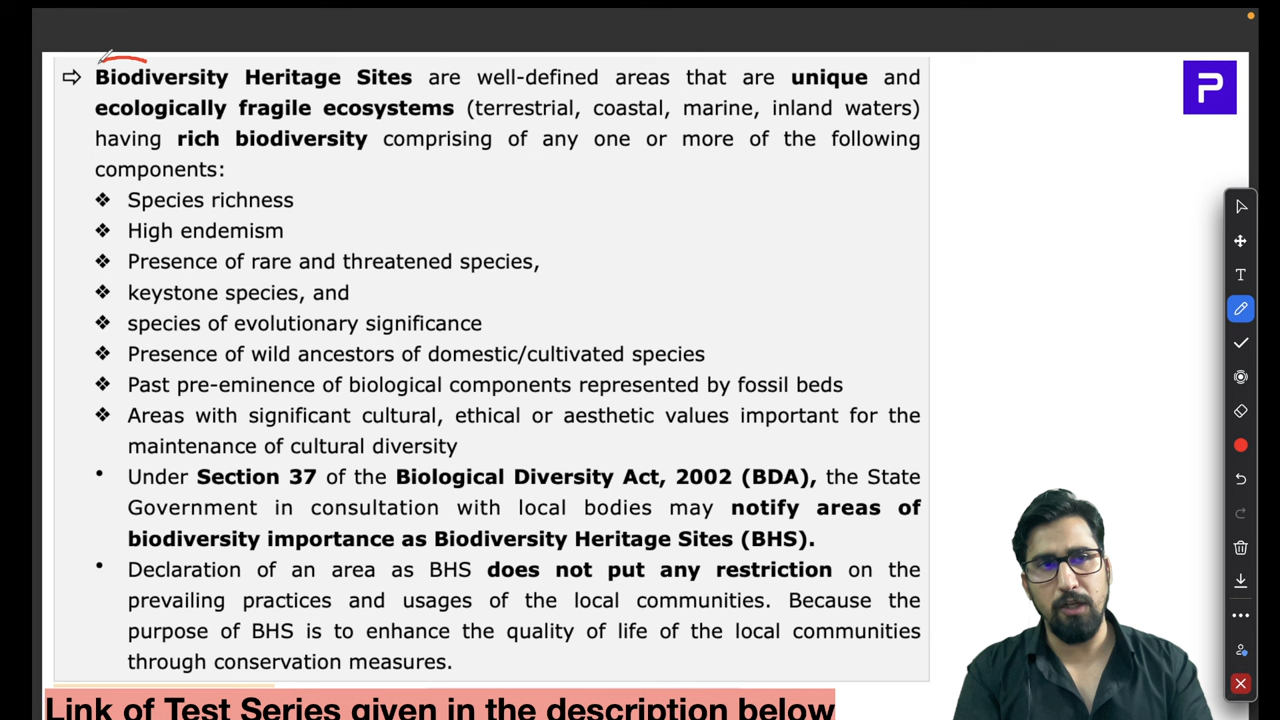 ⇨ Biodiversity Heritage Sites are well-defined areas that are unique and
ecologically fragile ecosystems (terrestrial, coastal, marine, inland waters)
having rich biodiversity comprising of any one or more of the following
components:
❖ Species richness
❖ High endemism
❖ Presence of rare and threatened species,
❖ keystone species, and
❖ species of evolutionary significance
❖ Presence of wild ancestors of domestic/cultivated species
❖ Past pre-eminence of biological components represented by fossil beds
❖ Areas with significant cultural, ethical or aesthetic values important for the
maintenance of cultural diversity
• Under Section 37 of the Biological Diversity Act, 2002 (BDA), the State
Government in consultation with local bodies may notify areas of
biodiversity importance as Biodiversity Heritage Sites (BHS).
• Declaration of an area as BHS does not put any restriction on the
prevailing practices and usages of the local communities. Because the
purpose of BHS is to enhance the quality of life of the local communities
through conservation measures.
Link of Test Series given in the description below
P
T